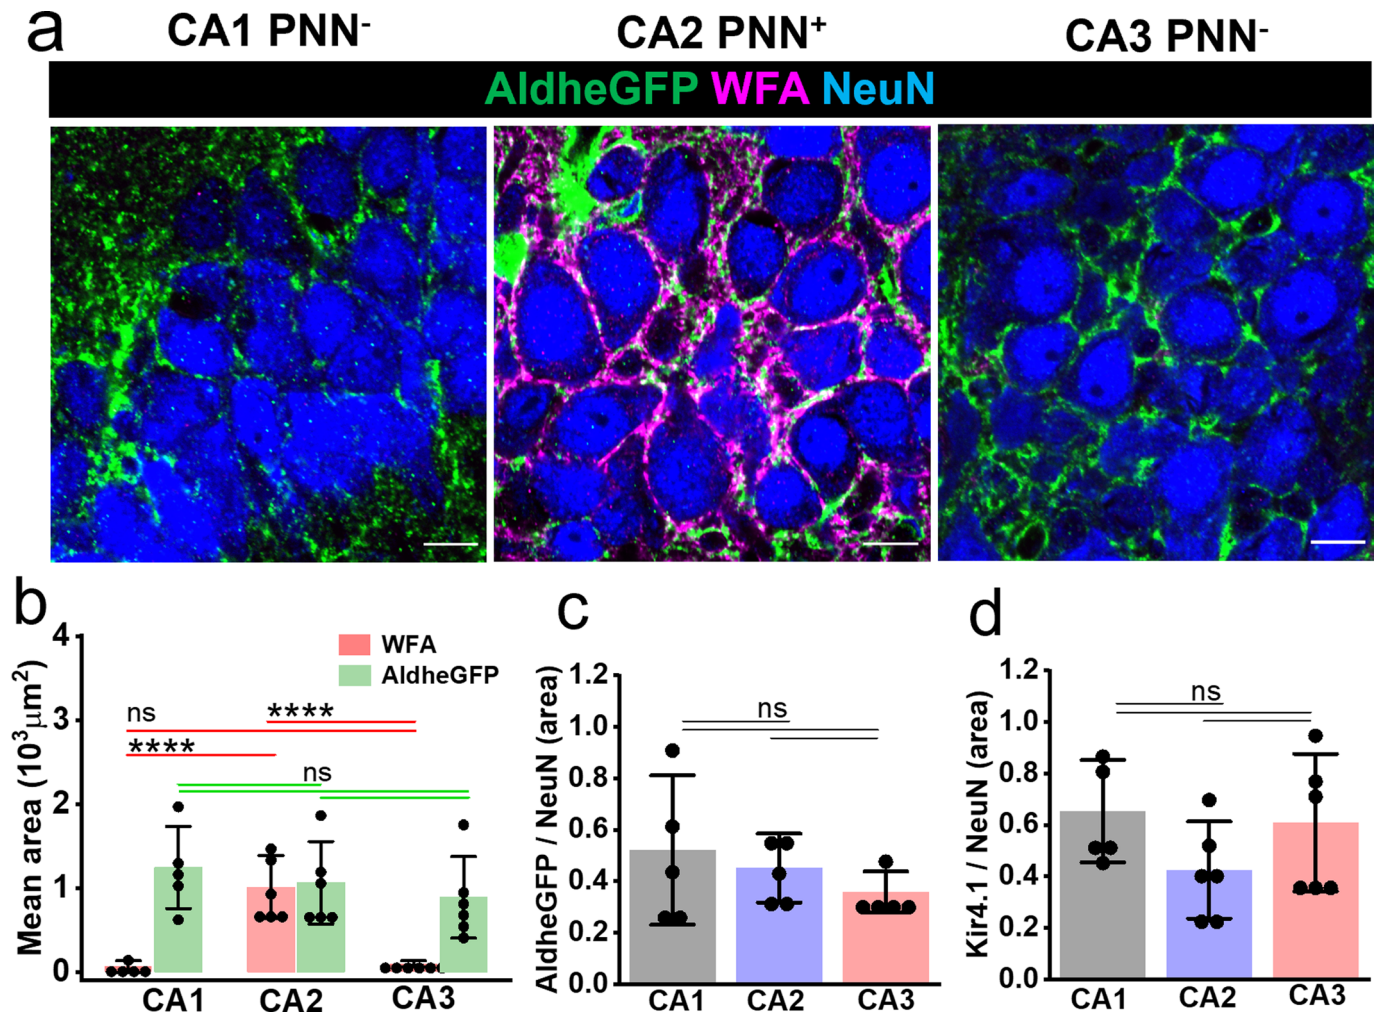 a
CA1 PNN⁻ CA2 PNN⁺ CA3 PNN⁻
AldheGFP WFA NeuN
b
Mean area (10³μm²)
4
3
2
1
0
WFA
AldheGFP
ns
****
****
ns
CA1 CA2 CA3
c
AldheGFP / NeuN (area)
1.2
1.0
0.8
0.6
0.4
0.2
0.0
ns
CA1 CA2 CA3
d
Kir4.1 / NeuN (area)
1.2
1.0
0.8
0.6
0.4
0.2
0.0
ns
CA1 CA2 CA3